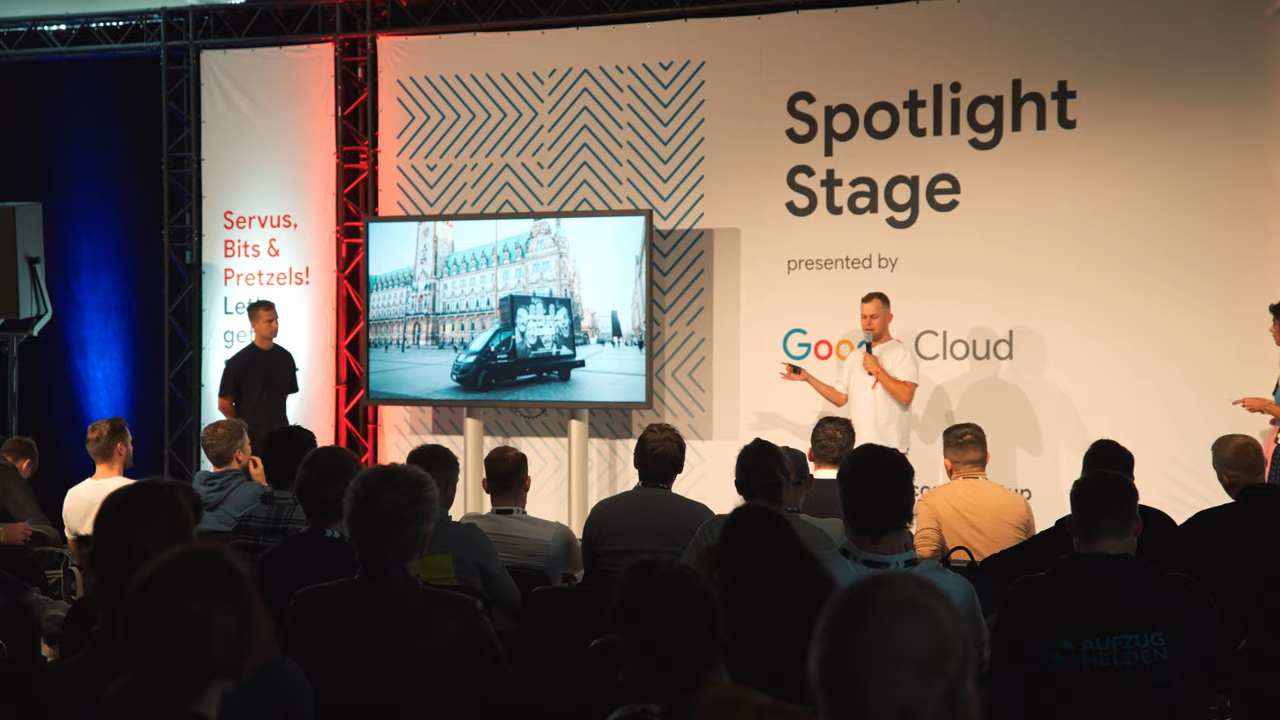 Servus,
Bits &
Pretzels!
Spotlight
Stage
presented by
Cloud
AUFZUG
HELDEN